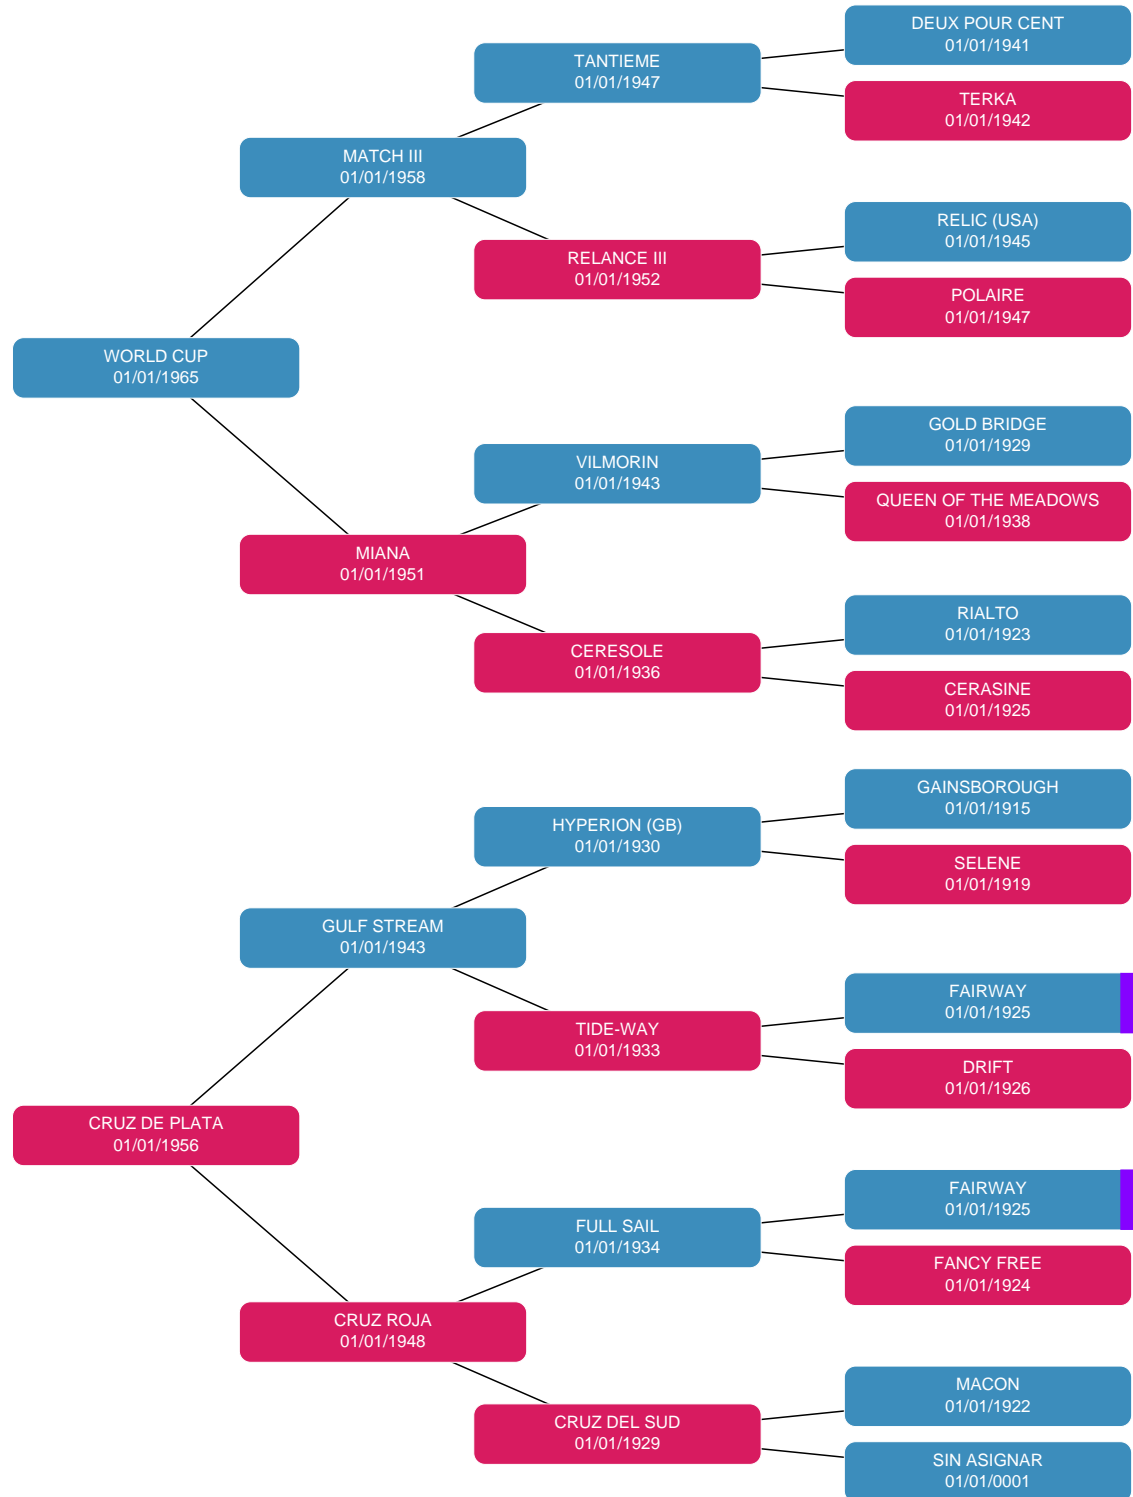 DEUX POUR CENT
01/01/1941
TANTIEME
01/01/1947
TERKA
01/01/1942
MATCH III
01/01/1958
RELIC (USA)
01/01/1945
RELANCE III
01/01/1952
POLAIRE
01/01/1947
WORLD CUP
01/01/1965
GOLD BRIDGE
01/01/1929
VILMORIN
01/01/1943
QUEEN OF THE MEADOWS
01/01/1938
MIANA
01/01/1951
RIALTO
01/01/1923
CERESOLE
01/01/1936
CERASINE
01/01/1925
GAINSBOROUGH
01/01/1915
HYPERION (GB)
01/01/1930
SELENE
01/01/1919
GULF STREAM
01/01/1943
FAIRWAY
01/01/1925
TIDE-WAY
01/01/1933
DRIFT
01/01/1926
CRUZ DE PLATA
01/01/1956
FAIRWAY
01/01/1925
FULL SAIL
01/01/1934
FANCY FREE
01/01/1924
CRUZ ROJA
01/01/1948
MACON
01/01/1922
CRUZ DEL SUD
01/01/1929
SIN ASIGNAR
01/01/0001